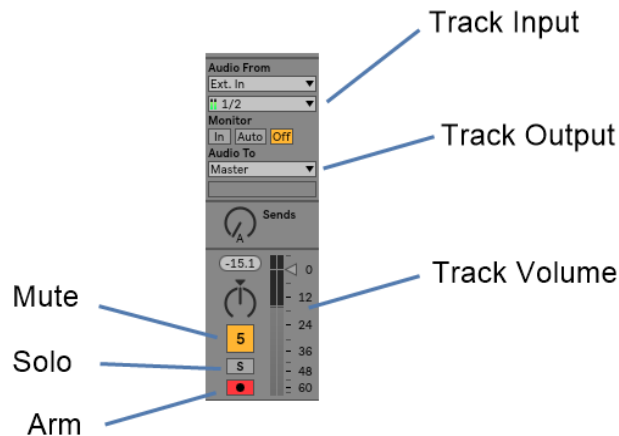 Track Input
Audio From
Ext. In
1/2
Monitor
In Auto Off
Audio To
Master
Track Output
Sends
A
-15.1
0
12
24
36
48
60
Track Volume
Mute
5
Solo
S
Arm